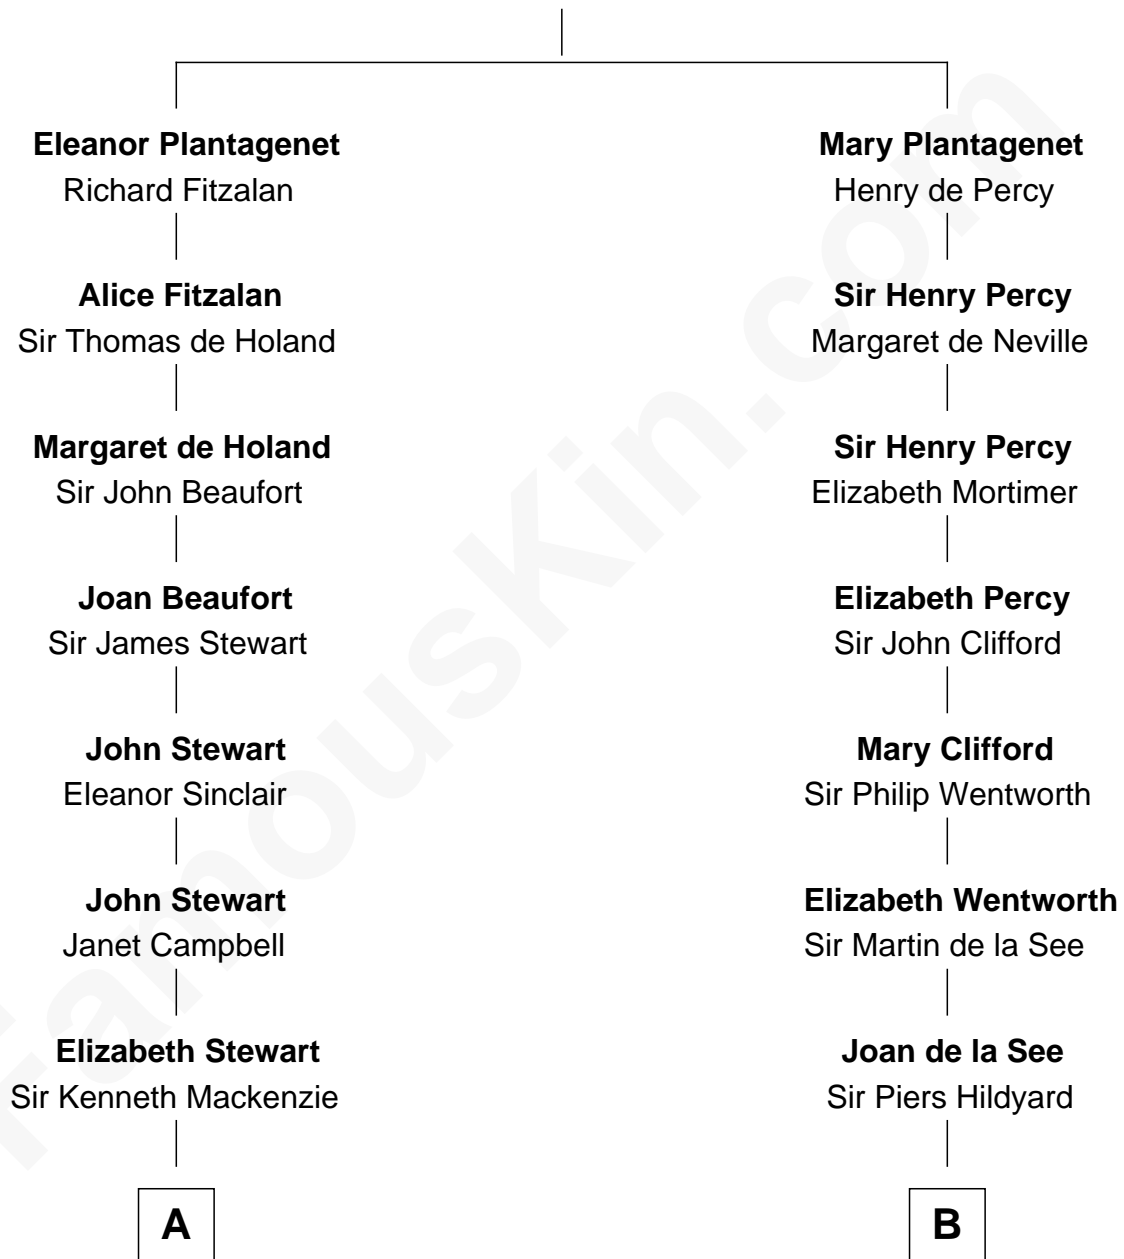 Eleanor Plantagenet
Richard Fitzalan
Alice Fitzalan
Sir Thomas de Holand
Margaret de Holand
Sir John Beaufort
Joan Beaufort
Sir James Stewart
John Stewart
Eleanor Sinclair
John Stewart
Janet Campbell
Elizabeth Stewart
Sir Kenneth Mackenzie
A
Mary Plantagenet
Henry de Percy
Sir Henry Percy
Margaret de Neville
Sir Henry Percy
Elizabeth Mortimer
Elizabeth Percy
Sir John Clifford
Mary Clifford
Sir Philip Wentworth
Elizabeth Wentworth
Sir Martin de la See
Joan de la See
Sir Piers Hildyard
B
FamousKin.com